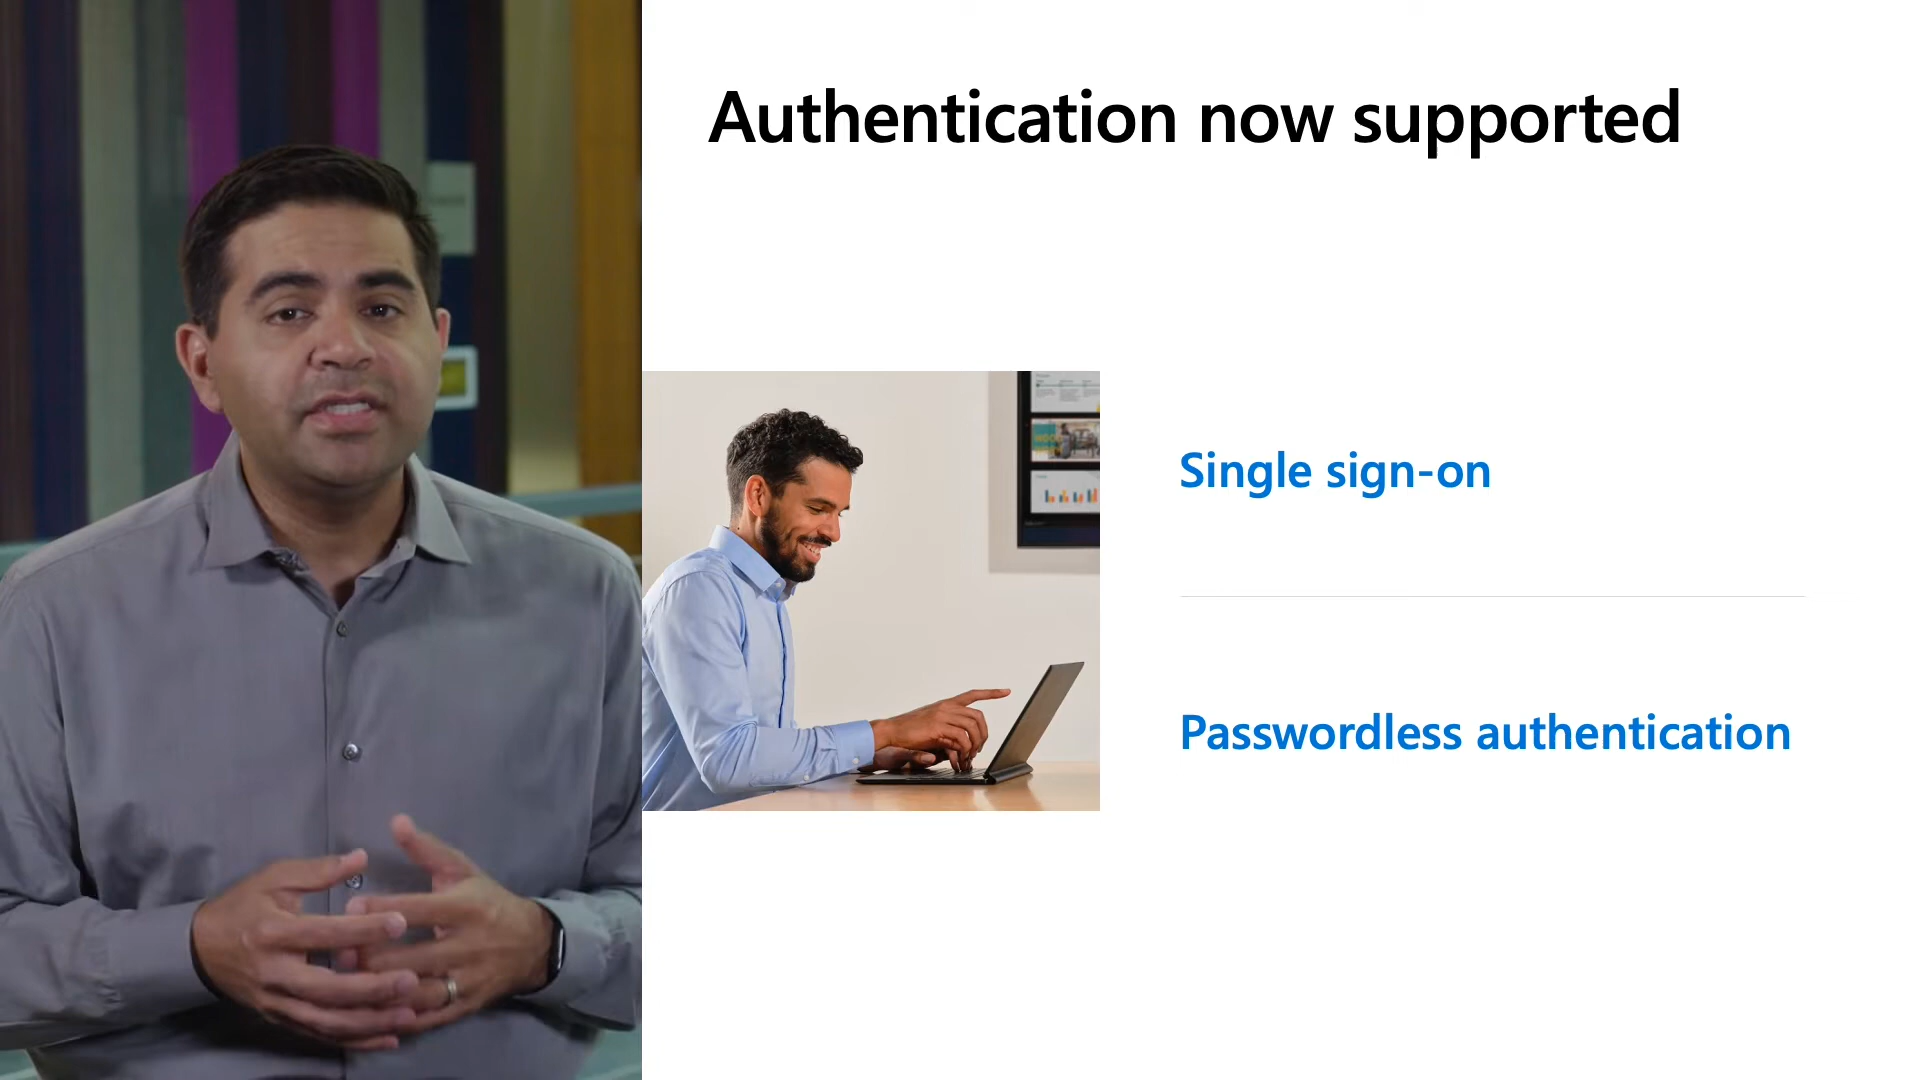 Authentication now supported
Single sign-on
Passwordless authentication